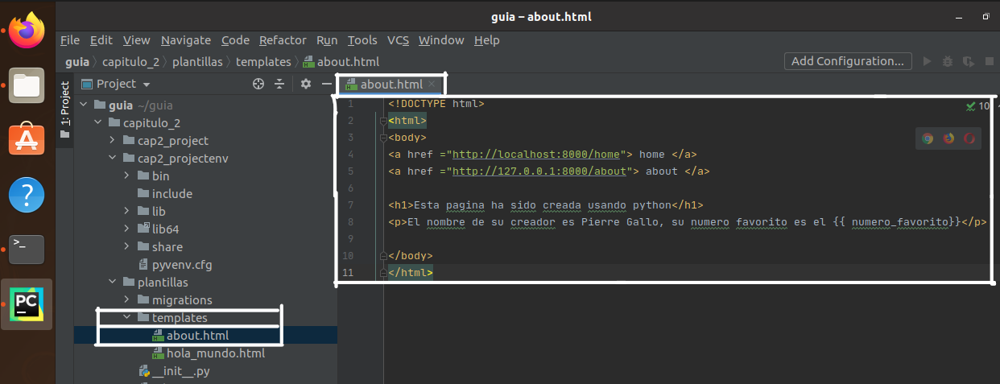 guia – about.html
File Edit View Navigate Code Refactor Run Tools VCS Window Help
guia capitulo_2 plantillas templates about.html Add Configuration...
1: Project
Project
guia ~/guia
capitulo_2
cap2_project
cap2_projectenv
bin
include
lib
lib64
share
pyvenv.cfg
plantillas
migrations
templates
about.html
hola_mundo.html
__init__.py
about.html
10
1 <!DOCTYPE html>
2 <html>
3 <body>
4 <a href ="http://localhost:8000/home"> home </a>
5 <a href ="http://127.0.0.1:8000/about"> about </a>
6
7 <h1>Esta pagina ha sido creada usando python</h1>
8 <p>El nombre de su creador es Pierre Gallo, su numero favorito es el {{ numero_favorito}}</p>
9
10 </body>
11 </html>
>_
?
PC